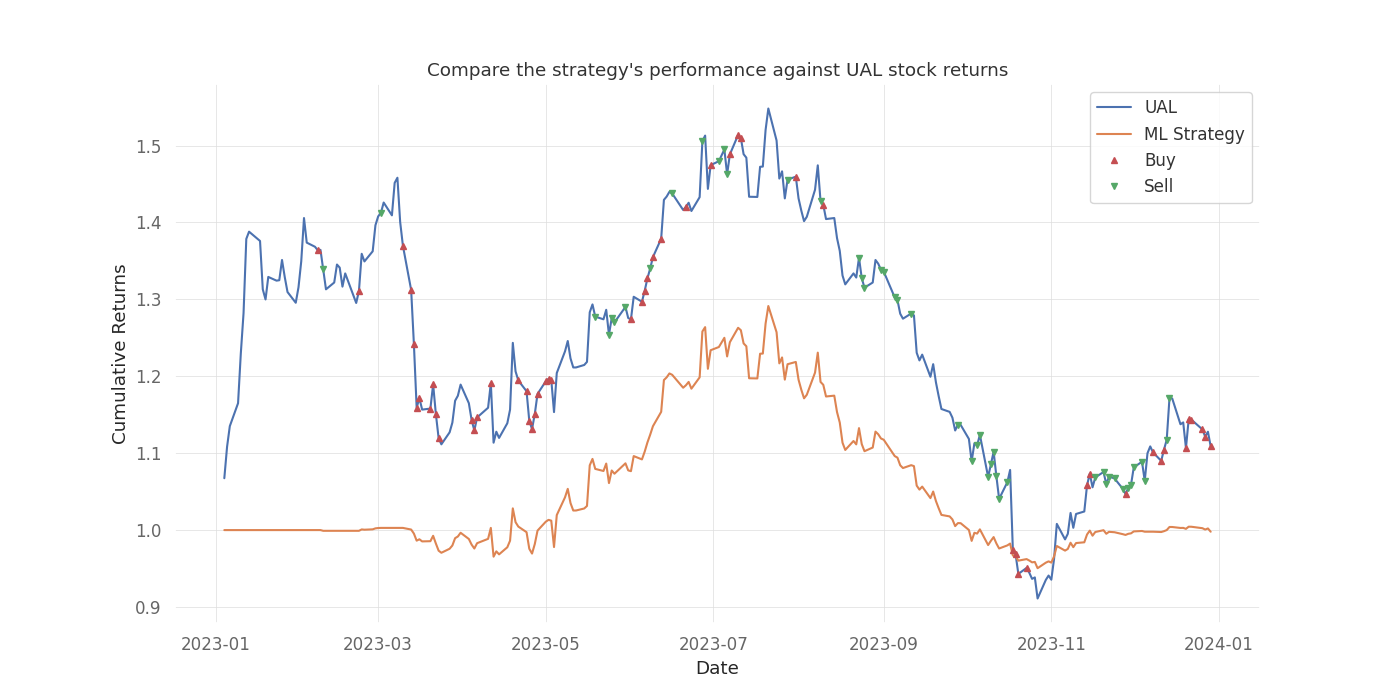 Compare the strategy's performance against UAL stock returns
UAL
ML Strategy
Buy
Sell
Cumulative Returns
1.5
1.4
1.3
1.2
1.1
1.0
0.9
2023-01
2023-03
2023-05
2023-07
2023-09
2023-11
2024-01
Date